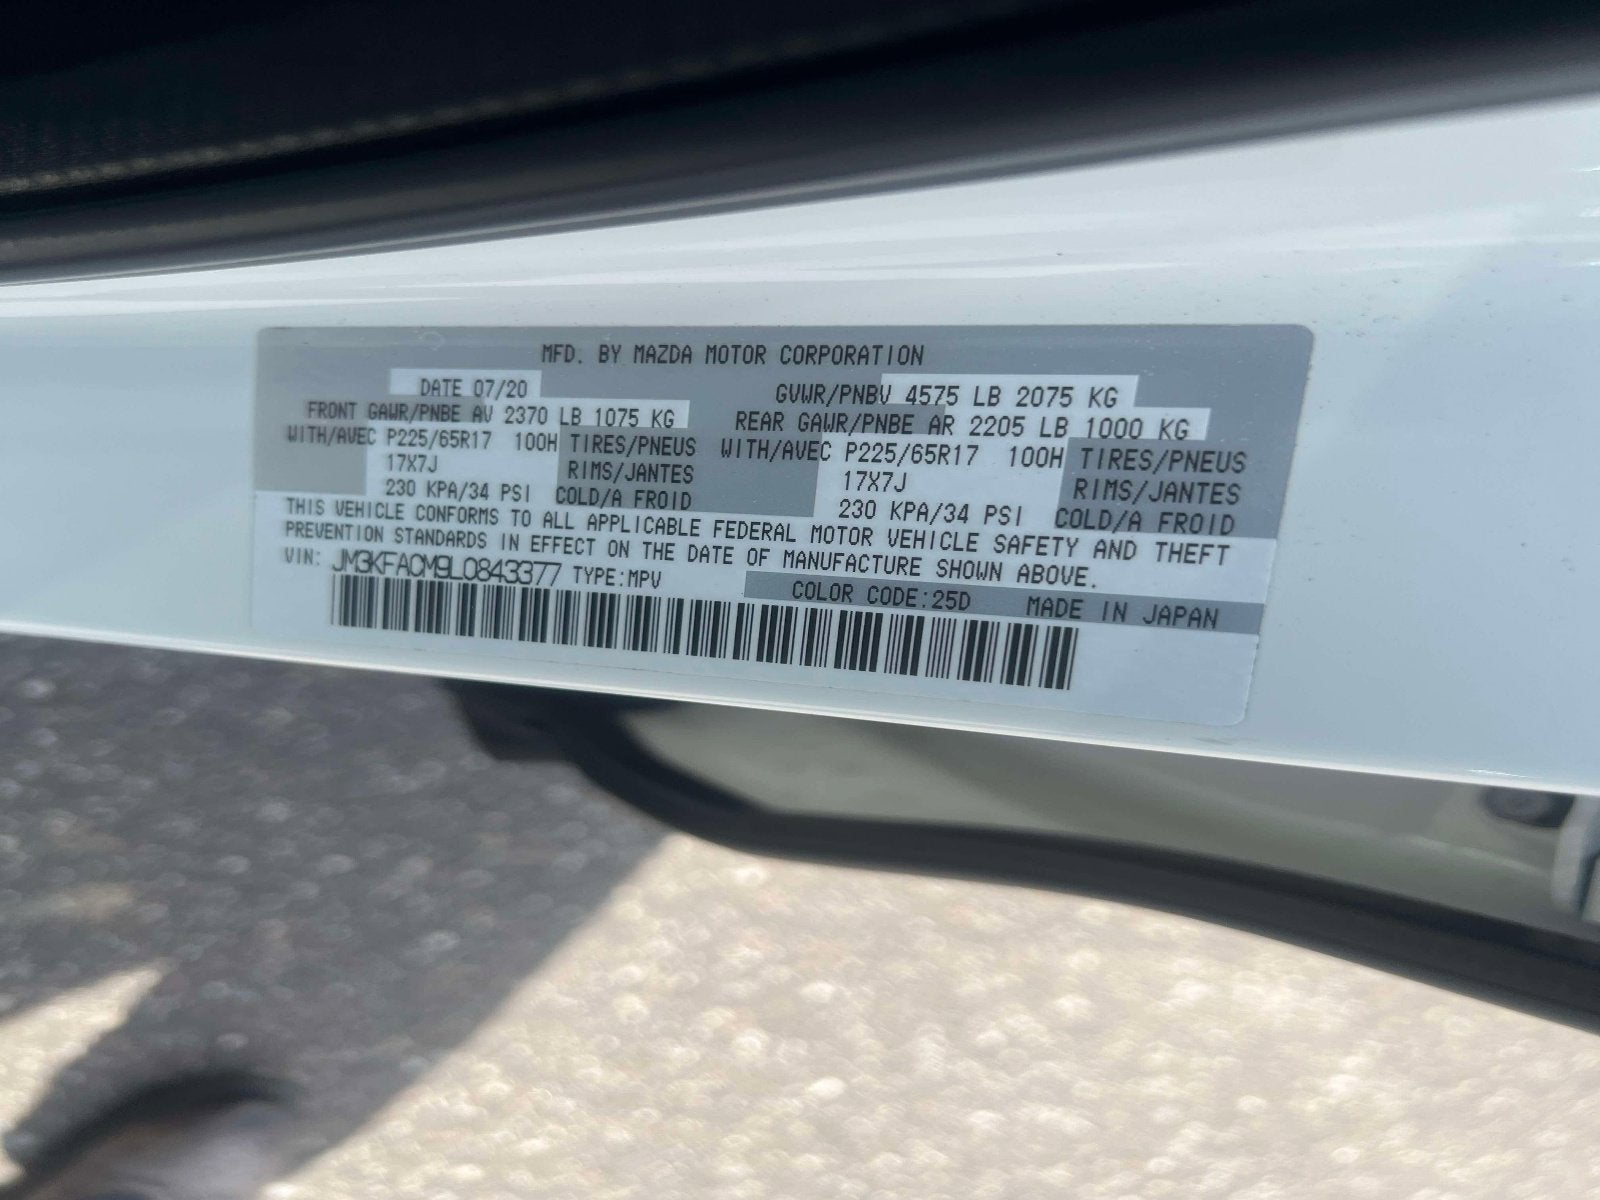 MFD. BY MAZDA MOTOR CORPORATION
DATE 07/20 GVWR/PNBV 4575 LB 2075 KG
FRONT GAWR/PNBE AV 2370 LB 1075 KG REAR GAWR/PNBE AR 2205 LB 1000 KG
WITH/AVEC P225/65R17 100H TIRES/PNEUS WITH/AVEC P225/65R17 100H TIRES/PNEUS
17X7J RIMS/JANTES 17X7J RIMS/JANTES
230 KPA/34 PSI COLD/A FROID 230 KPA/34 PSI COLD/A FROID
THIS VEHICLE CONFORMS TO ALL APPLICABLE FEDERAL MOTOR VEHICLE SAFETY AND THEFT
PREVENTION STANDARDS IN EFFECT ON THE DATE OF MANUFACTURE SHOWN ABOVE.
VIN: JM3KFACM9L0843377 TYPE:MPV COLOR CODE:25D MADE IN JAPAN